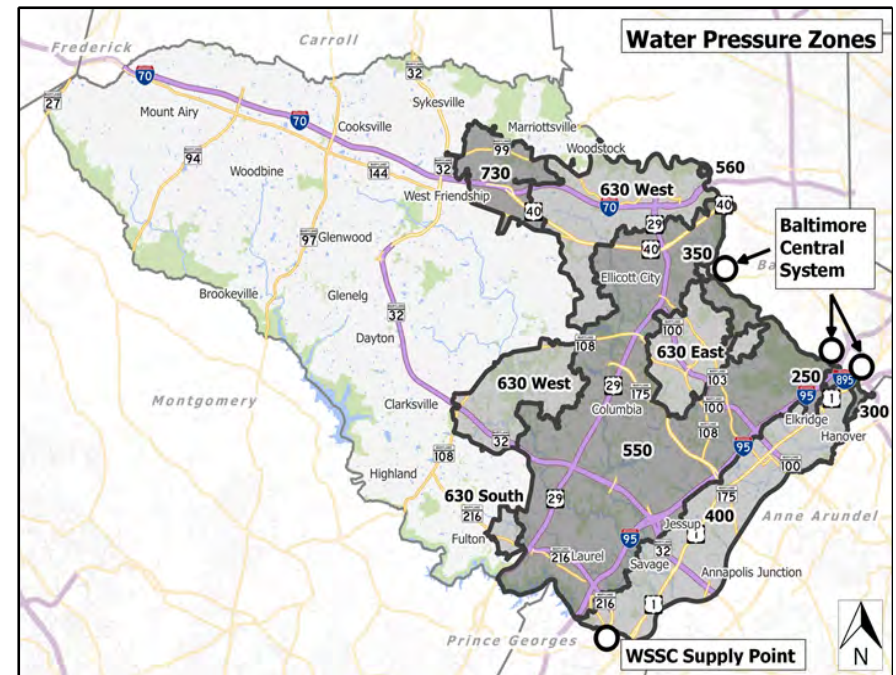 Water Pressure Zones
Frederick
Carroll
70
27
Mount Airy
70
32
Sykesville
Cooksville
Marriottsville
99
Woodstock
94
Woodbine
144
32
730
560
West Friendship
630 West
70
40
29
40
40
Baltimore
Central
System
350
97
Glenwood
Ellicott City
Ba
Brookeville
Glenelg
32
Dayton
100
108
630 East
630 West
29
175
103
250
895
95
1
300
Montgomery
Clarksville
Columbia
100
Elkridge
Hanover
32
108
550
95
100
108
Highland
630 South
29
175
400
Anne Arundel
216
Jessup
1
Fulton
95
216
Laurel
32
Savage
Annapolis Junction
216
1
Prince Georges
WSSC Supply Point
N